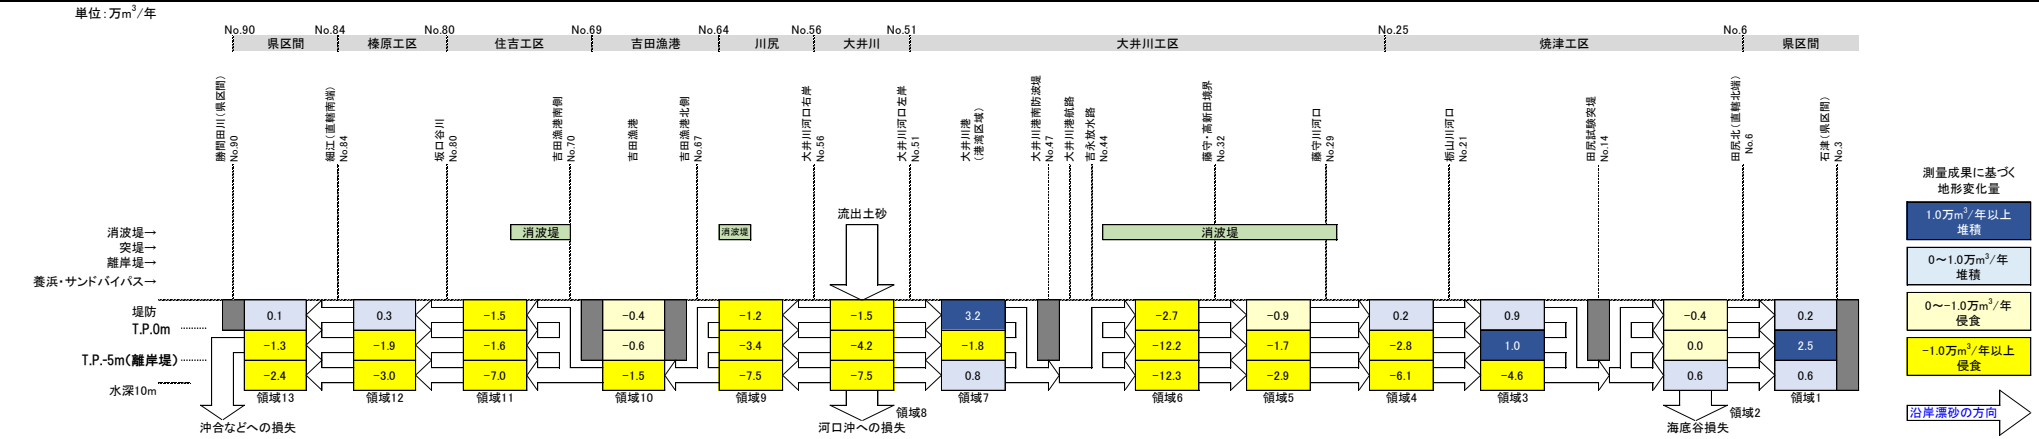 単位：万m³/年
No.90 No.84 No.80 No.69 No.64 No.56 No.51 No.25 No.6
県区間 榛原工区 住吉工区 吉田漁港 川尻 大井川 大井川工区 焼津工区 県区間
勝間田川（県区間）
No.90
細江（直轄南端）
No.84
坂口谷川
No.80
吉田漁港南側
No.70
吉田漁港
吉田漁港北側
No.67
大井川河口右岸
No.56
大井川河口左岸
No.51
大井川港
（港湾区域）
大井川港南防波堤
No.47
大井川港航路
吉永放水路
No.44
藤守・高新田境界
No.32
藤守川河口
No.29
栃山川河口
No.21
田尻試験突堤
No.14
田尻北（直轄北端）
No.6
石津（県区間）
No.3
流出土砂
消波堤→ 消波堤 消波堤 消波堤
突堤→
離岸堤→
養浜・サンドバイパス→
堤防
T.P.0m
T.P.-5m（離岸堤）
水深10m
0.1 0.3 -1.5 -0.4 -1.2 -1.5 3.2 -2.7 -0.9 0.2 0.9 -0.4 0.2
-1.3 -1.9 -1.6 -0.6 -3.4 -4.2 -1.8 -12.2 -1.7 -2.8 1.0 0.0 2.5
-2.4 -3.0 -7.0 -1.5 -7.5 -7.5 0.8 -12.3 -2.9 -6.1 -4.6 0.6 0.6
領域13 領域12 領域11 領域10 領域9 領域8 領域7 領域6 領域5 領域4 領域3 領域2 領域1
沖合などへの損失 河口沖への損失 海底谷損失
測量成果に基づく
地形変化量
1.0万m³/年以上
堆積
0～1.0万m³/年
堆積
0～-1.0万m³/年
侵食
-1.0万m³/年以上
侵食
沿岸漂砂の方向